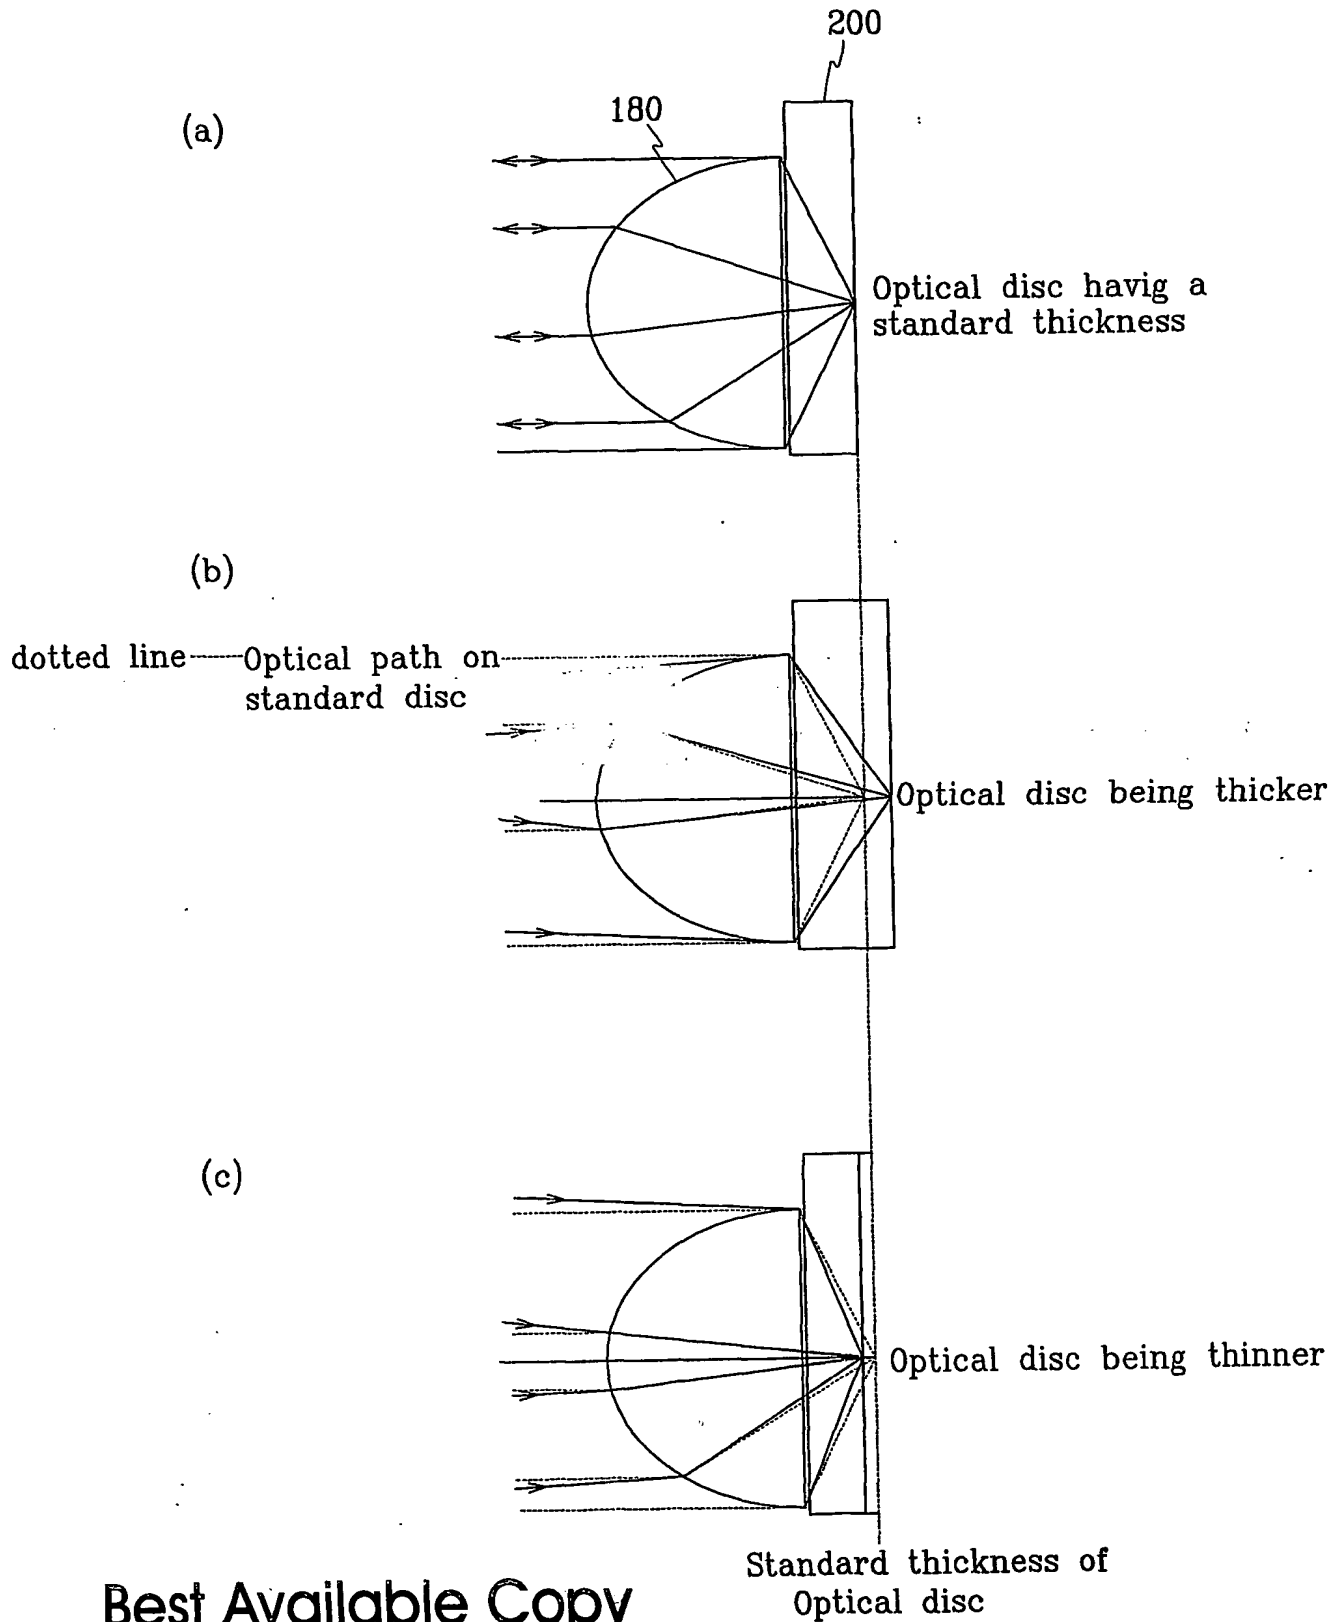 200
180
(a)
Optical disc havig a
standard thickness
(b)
dotted line
Optical path on
standard disc
Optical disc being thicker
(c)
Optical disc being thinner
Standard thickness of
Optical disc
Best Available Copy